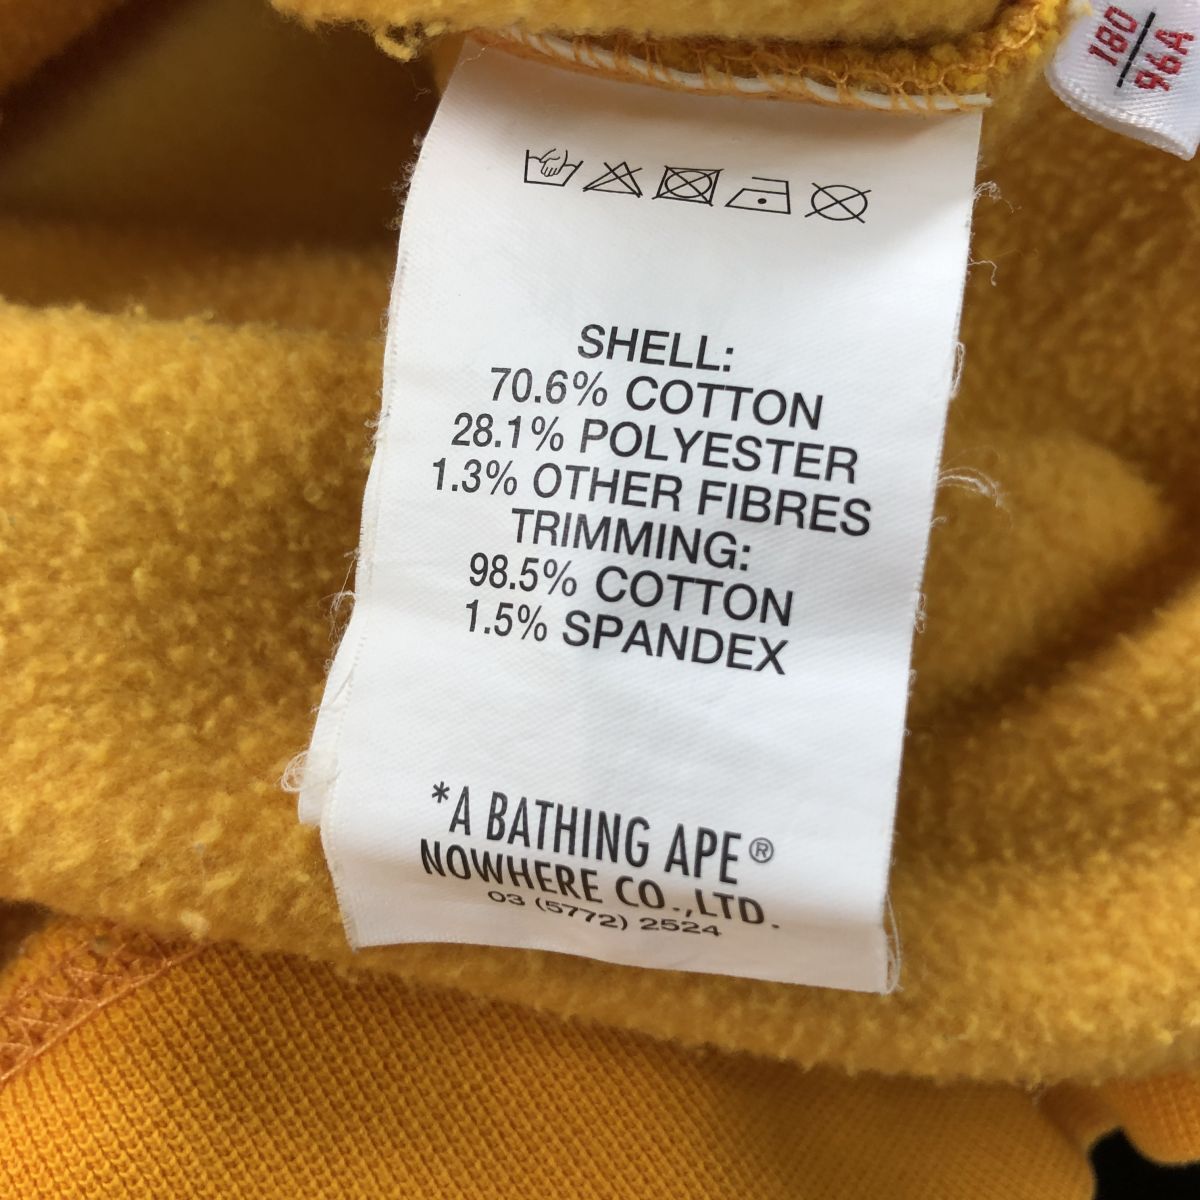 180
96A
SHELL:
70.6% COTTON
28.1% POLYESTER
1.3% OTHER FIBRES
TRIMMING:
98.5% COTTON
1.5% SPANDEX
*A BATHING APE®
NOWHERE CO.,LTD.
03 (5772) 2524